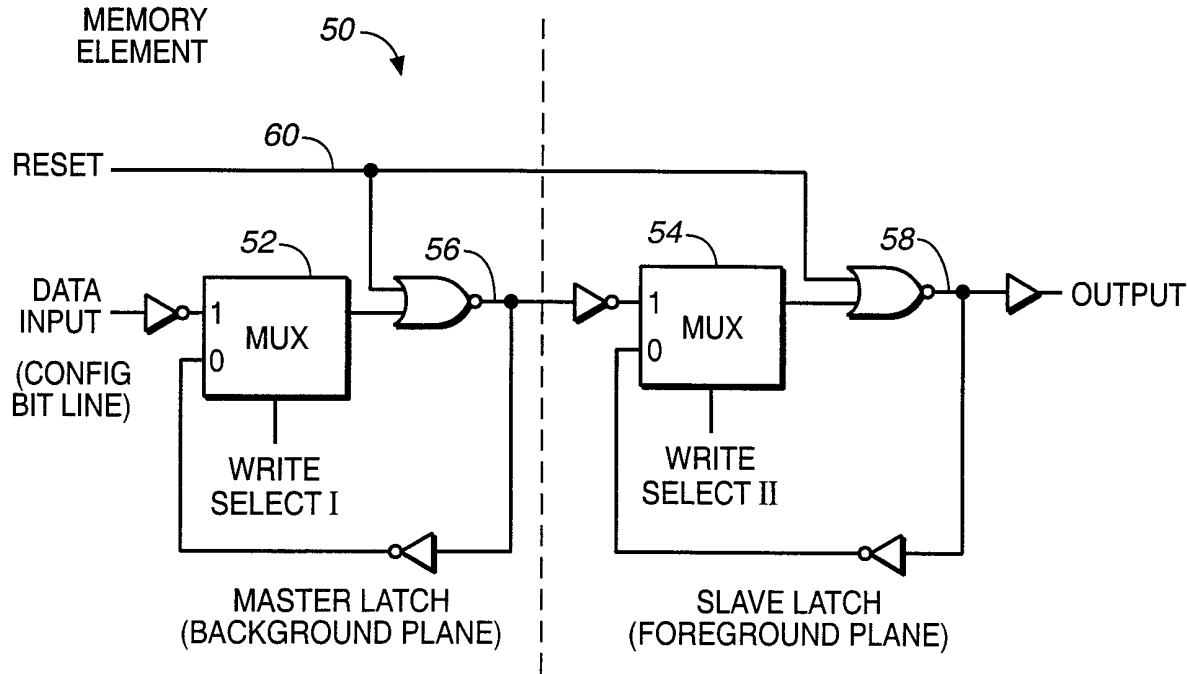 MEMORY
ELEMENT
50
60
RESET
52
56
54
58
DATA
INPUT
(CONFIG
BIT LINE)
1
MUX
0
1
MUX
0
OUTPUT
WRITE
SELECT I
WRITE
SELECT II
MASTER LATCH
(BACKGROUND PLANE)
SLAVE LATCH
(FOREGROUND PLANE)